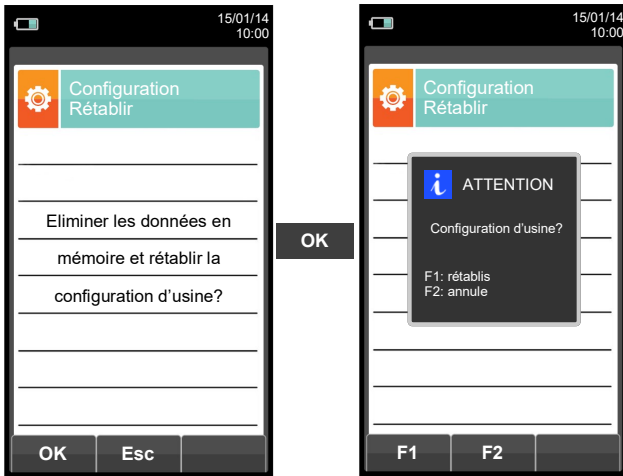 15/01/14
10:00
Configuration
Rétablir
Eliminer les données en
mémoire et rétablir la
configuration d’usine?
OK
Esc
OK
15/01/14
10:00
Configuration
Rétablir
ATTENTION
Configuration d'usine?
F1: rétablis
F2: annule
F1
F2